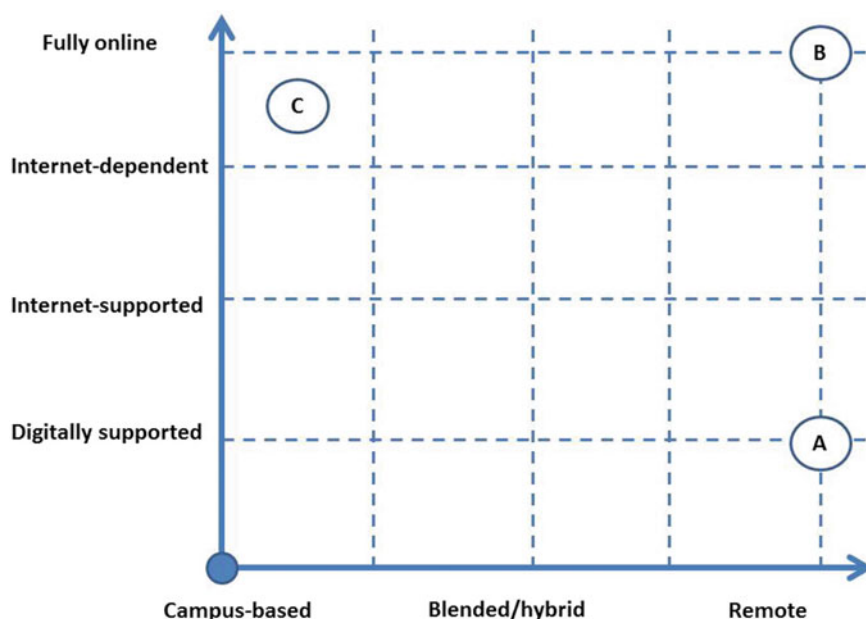 Fully online
B
C
Internet-dependent
Internet-supported
Digitally supported
A
Campus-based
Blended/hybrid
Remote